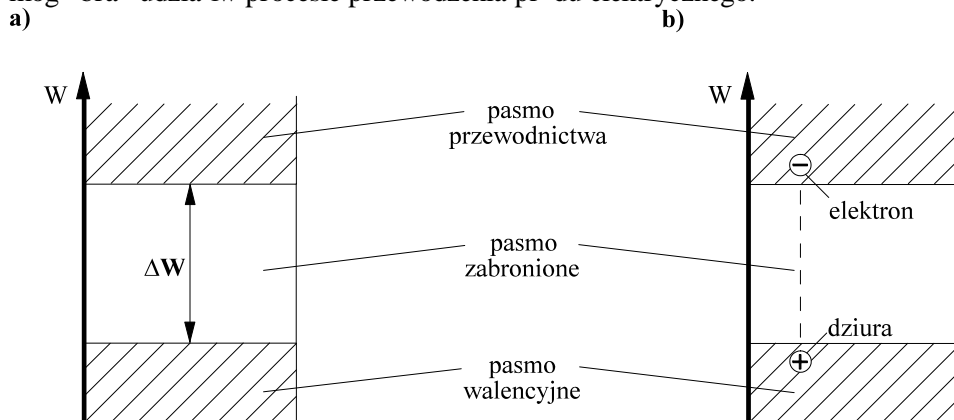 a)
b)
W
W
pasmo
przewodnictwa
elektron
pasmo
zabronione
ΔW
dziura
pasmo
walencyjne